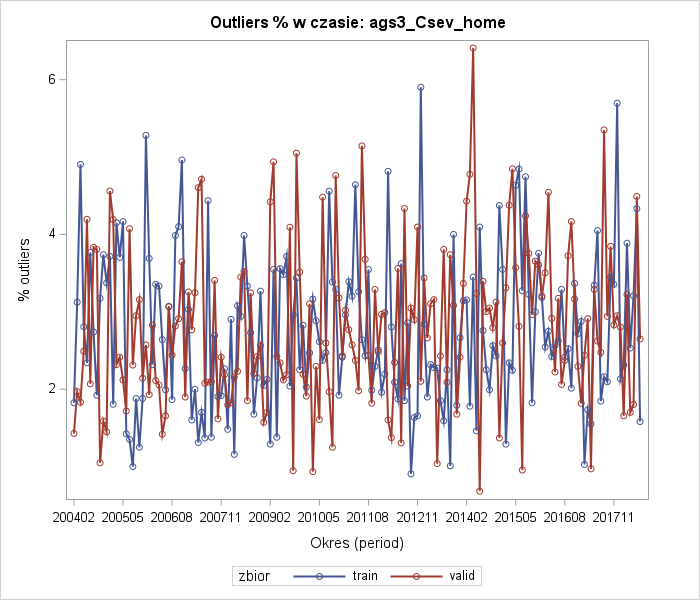 Outliers % w czasie: ags3_Csev_home
% outliers
6
4
2
200402 200505 200608 200711 200902 201005 201108 201211 201402 201505 201608 201711
Okres (period)
zbior train valid